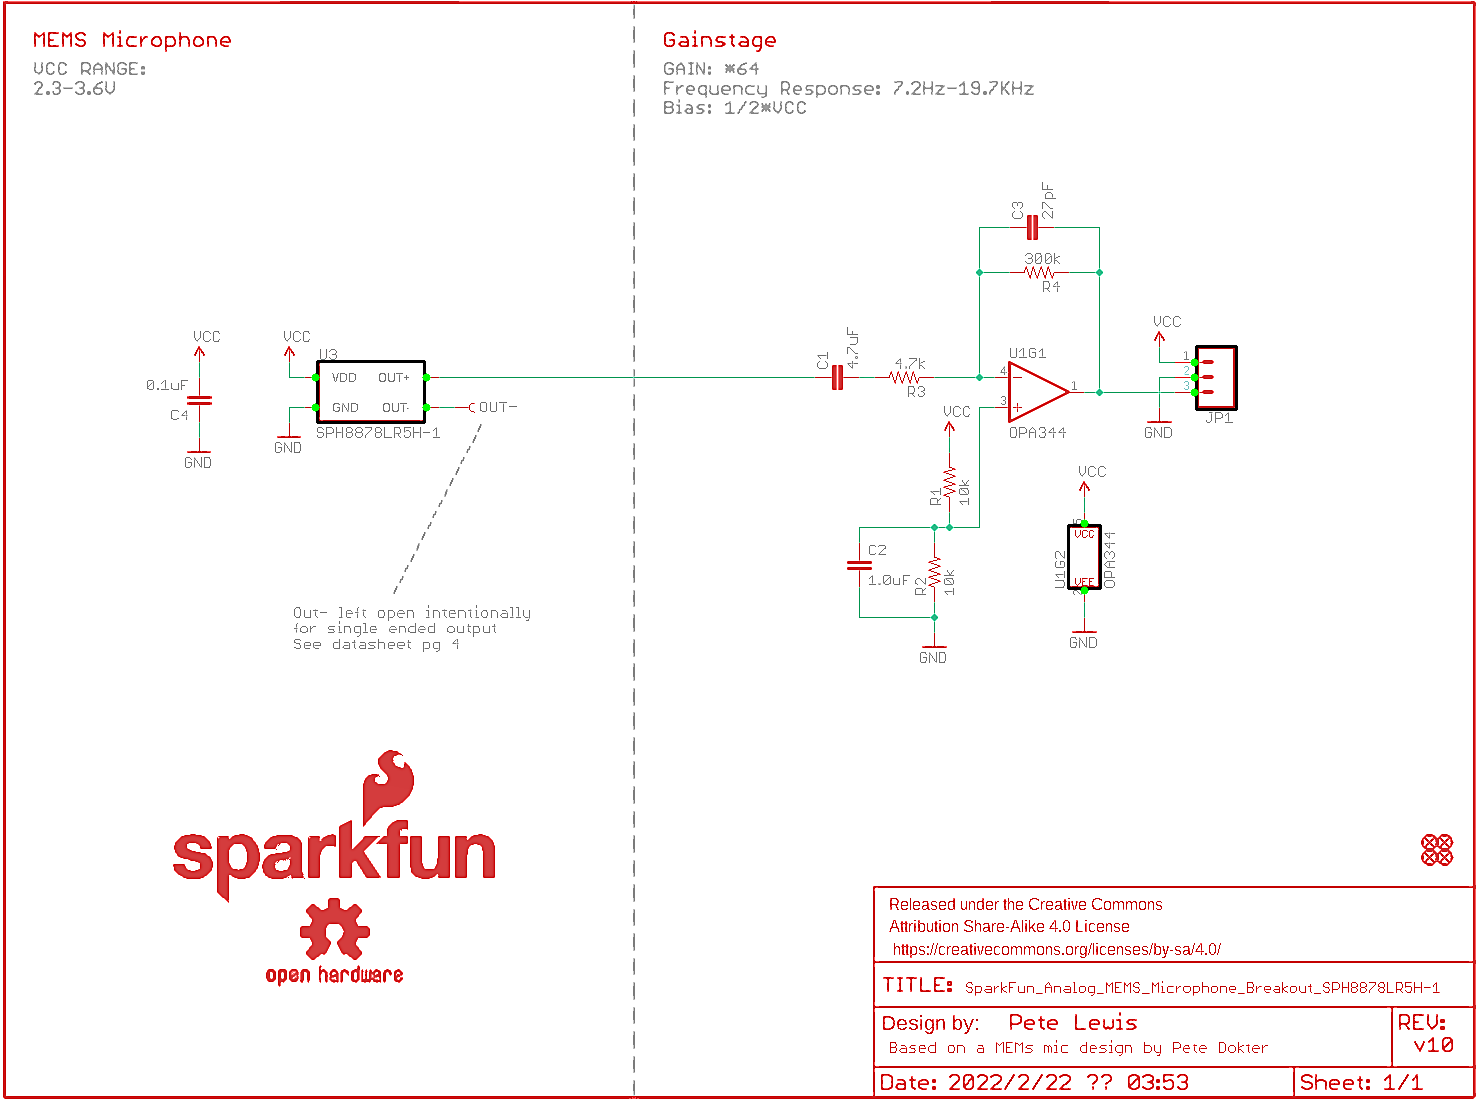 MEMS Microphone
VCC RANGE:
2.3-3.6V
Gainstage
GAIN: *64
Frequency Response: 7.2Hz-19.7KHz
Bias: 1/2*VCC
VCC
0.1uF
C4
GND
VCC
U3
VDD
OUT+
GND
OUT-
SPH8878LR5H-1
GND
OUT-
Out- left open intentionally
for single ended output
See datasheet pg 4
C3
27pF
300k
R4
C1
4.7uF
4.7k
R3
U1G1
4
3
1
OPA344
VCC
R1
10k
C2
1.0uF
R2
10k
GND
VCC
1
2
3
GND
JP1
VCC
VCC
U1G2
OPA344
VEE
GND
sparkfun
open hardware
Released under the Creative Commons
Attribution Share-Alike 4.0 License
https://creativecommons.org/licenses/by-sa/4.0/
TITLE: SparkFun_Analog_MEMS_Microphone_Breakout_SPH8878LR5H-1
Design by: Pete Lewis
Based on a MEMs mic design by Pete Dokter
REV:
v10
Date: 2022/2/22 ?? 03:53
Sheet: 1/1